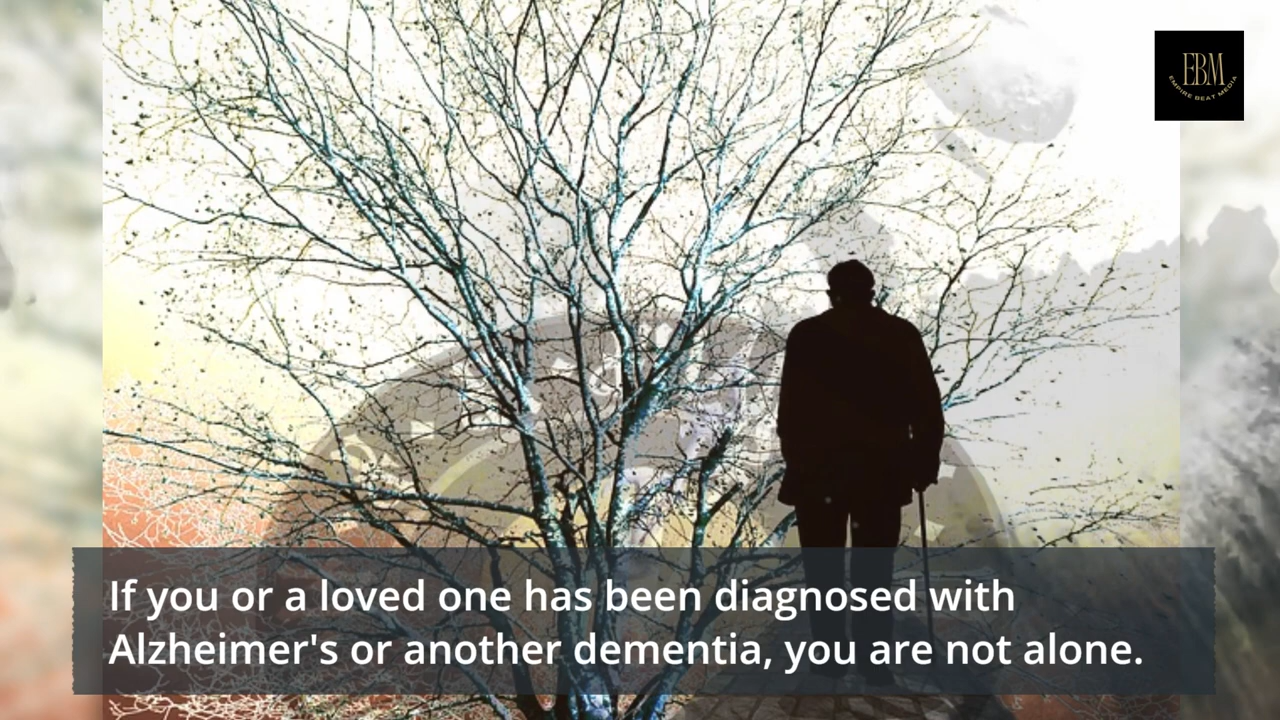 EBM
EMPIRE BEAT MEDIA
If you or a loved one has been diagnosed with
Alzheimer's or another dementia, you are not alone.